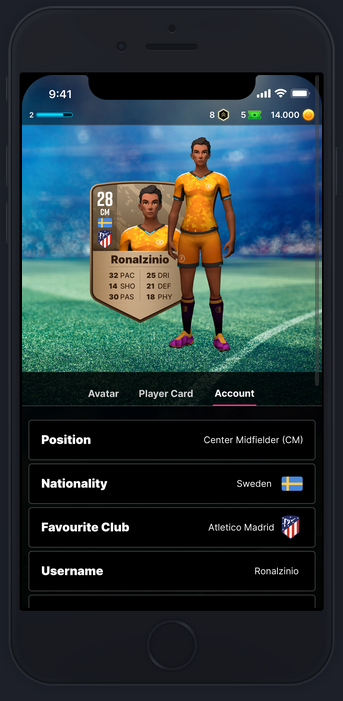 9:41
2 8 5 14.000
28
CM
Ronalzinio
32 PAC 25 DRI
14 SHO 21 DEF
30 PAS 18 PHY
Avatar Player Card Account
Position Center Midfielder (CM)
Nationality Sweden
Favourite Club Atletico Madrid
Username Ronalzinio